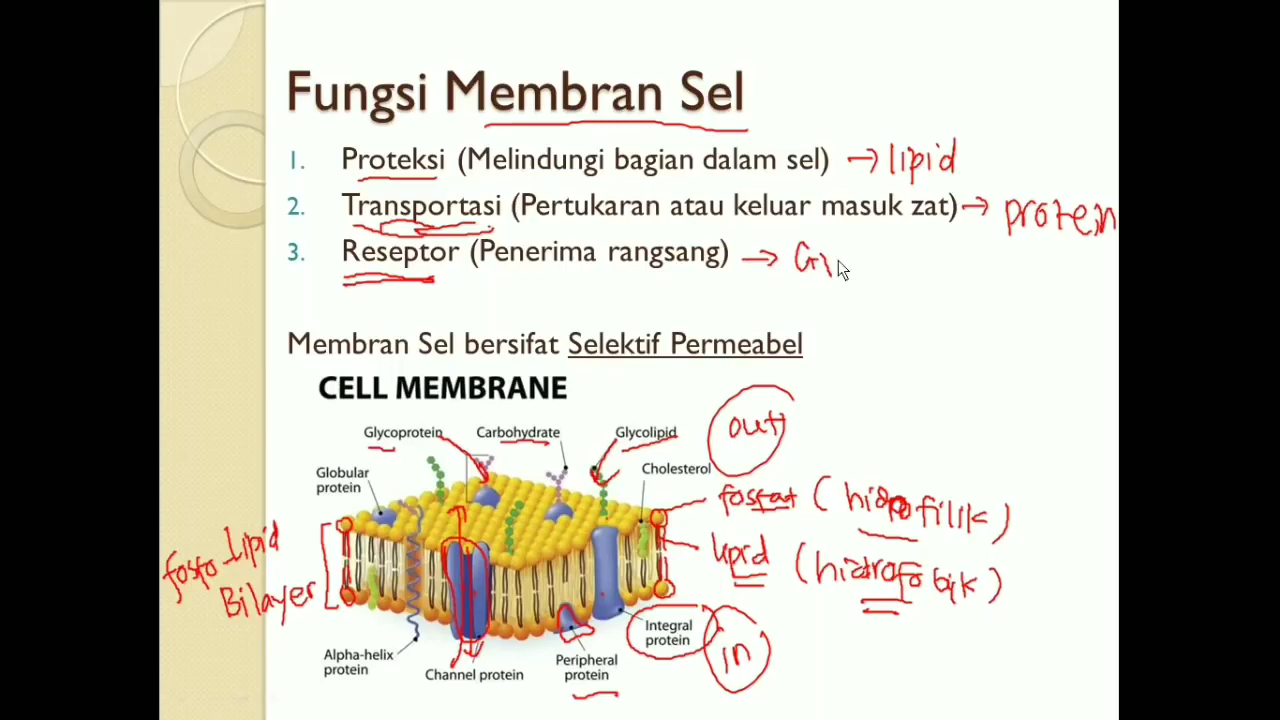 Fungsi Membran Sel
1. Proteksi (Melindungi bagian dalam sel) → lipid
2. Transportasi (Pertukaran atau keluar masuk zat) → protein
3. Reseptor (Penerima rangsang) →
Membran Sel bersifat Selektif Permeabel
CELL MEMBRANE
Glycoprotein
Carbohydrate
Glycolipid
out
Globular
protein
Cholesterol
fosfat (hidrofilik)
fosfo Lipid
Bilayer
lipid (hidrofobik)
Integral
protein
in
Alpha-helix
protein
Channel protein
Peripheral
protein